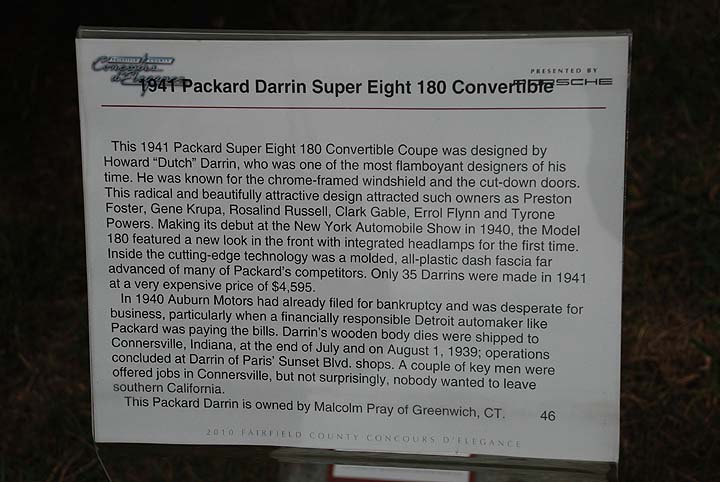 FAIRFIELD COUNTY
Concours d'Elegance
PRESENTED BY
PORSCHE
1941 Packard Darrin Super Eight 180 Convertible
This 1941 Packard Super Eight 180 Convertible Coupe was designed by
Howard “Dutch” Darrin, who was one of the most flamboyant designers of his
time. He was known for the chrome-framed windshield and the cut-down doors.
This radical and beautifully attractive design attracted such owners as Preston
Foster, Gene Krupa, Rosalind Russell, Clark Gable, Errol Flynn and Tyrone
Powers. Making its debut at the New York Automobile Show in 1940, the Model
180 featured a new look in the front with integrated headlamps for the first time.
Inside the cutting-edge technology was a molded, all-plastic dash fascia far
advanced of many of Packard’s competitors. Only 35 Darrins were made in 1941
at a very expensive price of $4,595.
In 1940 Auburn Motors had already filed for bankruptcy and was desperate for
business, particularly when a financially responsible Detroit automaker like
Packard was paying the bills. Darrin’s wooden body dies were shipped to
Connersville, Indiana, at the end of July and on August 1, 1939; operations
concluded at Darrin of Paris’ Sunset Blvd. shops. A couple of key men were
offered jobs in Connersville, but not surprisingly, nobody wanted to leave
southern California.
This Packard Darrin is owned by Malcolm Pray of Greenwich, CT. 46
2010 FAIRFIELD COUNTY CONCOURS D'ELEGANCE